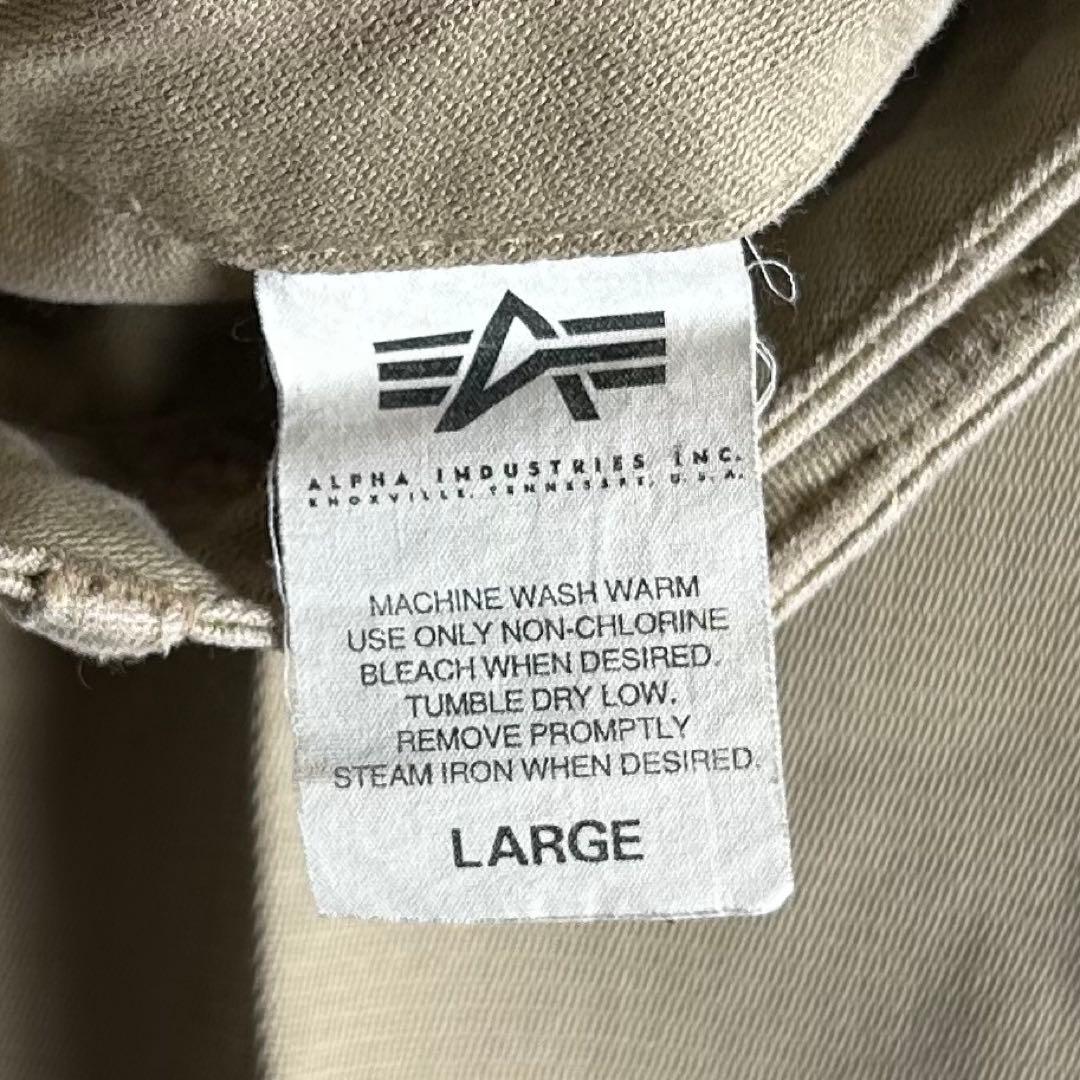 ALPHA INDUSTRIES INC.
KNOXVILLE, TENNESSEE, U.S.A.
MACHINE WASH WARM
USE ONLY NON-CHLORINE
BLEACH WHEN DESIRED.
TUMBLE DRY LOW.
REMOVE PROMPTLY
STEAM IRON WHEN DESIRED.
LARGE